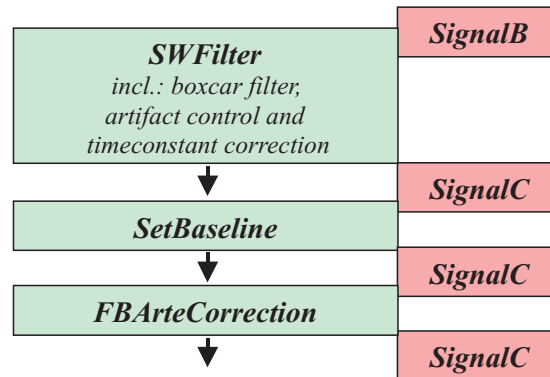 SignalB
SWFilter
incl.: boxcar filter,
artifact control and
timeconstant correction
SignalC
SetBaseline
SignalC
FBArteCorrection
SignalC